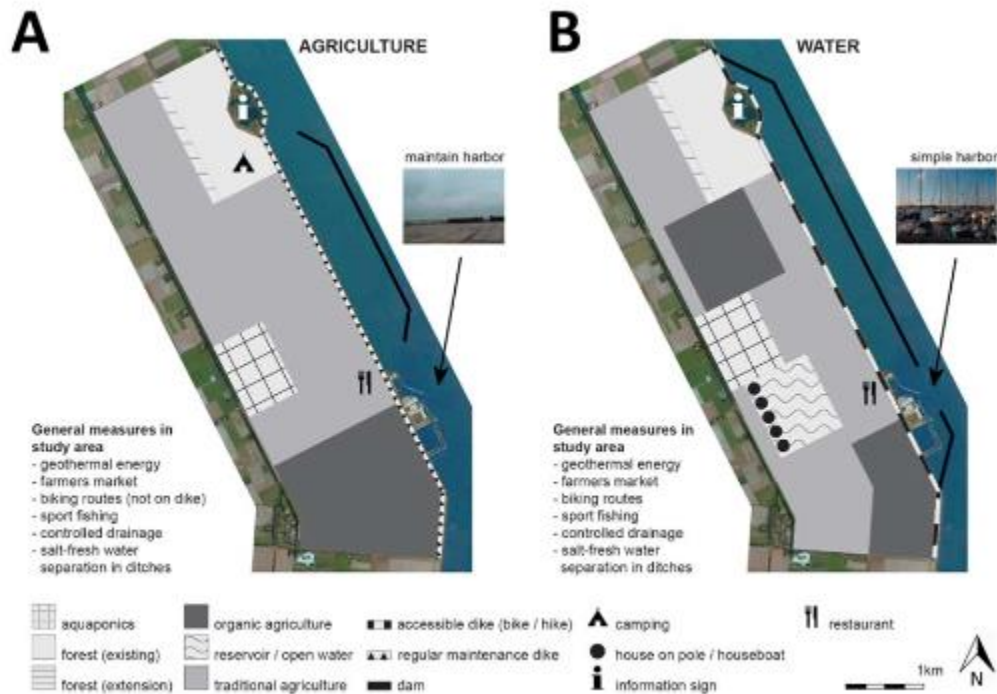 A
AGRICULTURE
maintain harbor
General measures in
study area
- geothermal energy
- farmers market
- biking routes (not on dike)
- sport fishing
- controlled drainage
- salt-fresh water
separation in ditches
B
WATER
simple harbor
General measures in
study area
- geothermal energy
- farmers market
- biking routes
- sport fishing
- controlled drainage
- salt-fresh water
separation in ditches
aquaponics
organic agriculture
accessible dike (bike / hike)
camping
restaurant
forest (existing)
reservoir / open water
regular maintenance dike
house on pole / houseboat
forest (extension)
traditional agriculture
dam
information sign
1km
N